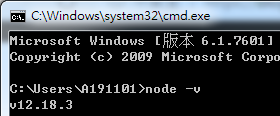 C:\Windows\system32\cmd.exe
Microsoft Windows [版本 6.1.7601]
Copyright (c) 2009 Microsoft Corpo
C:\Users\A191101>node -v
v12.18.3